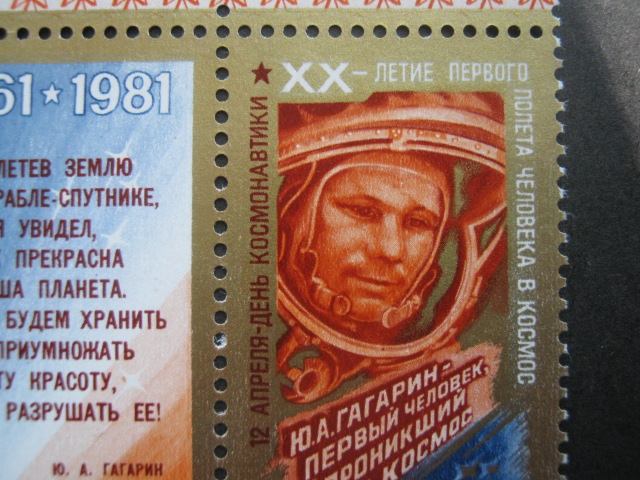 61★1981
ЛЕТЕВ ЗЕМЛЮ
РАБЛЕ-СПУТНИКЕ,
Я УВИДЕЛ,
К ПРЕКРАСНА
ША ПЛАНЕТА.
БУДЕМ ХРАНИТЬ
ПРИУМНОЖАТЬ
ТУ КРАСОТУ,
РАЗРУШАТЬ ЕЕ!
Ю. А. ГАГАРИН
12 АПРЕЛЯ-ДЕНЬ КОСМОНАВТИКИ ★
XX-ЛЕТИЕ ПЕРВОГО
ПОЛЕТА ЧЕЛОВЕКА В КОСМОС
Ю.А.ГАГАРИН-
ПЕРВЫЙ ЧЕЛОВЕК,
ПРОНИКШИЙ
КОСМОС